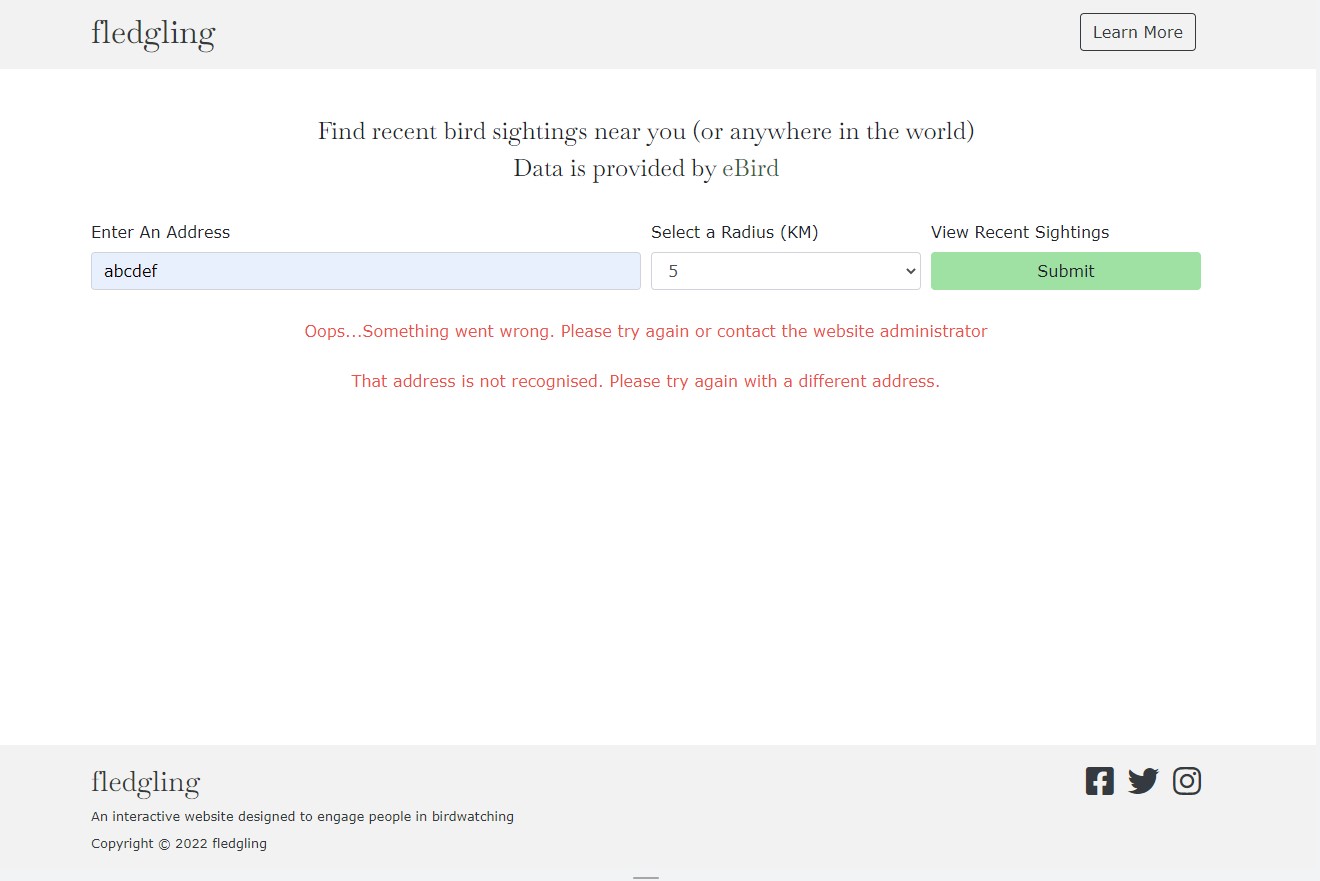 fledgling
Learn More
Find recent bird sightings near you (or anywhere in the world)
Data is provided by eBird
Enter An Address
Select a Radius (KM)
View Recent Sightings
abcdef
5
Submit
Oops...Something went wrong. Please try again or contact the website administrator
That address is not recognised. Please try again with a different address.
fledgling
An interactive website designed to engage people in birdwatching
Copyright © 2022 fledgling